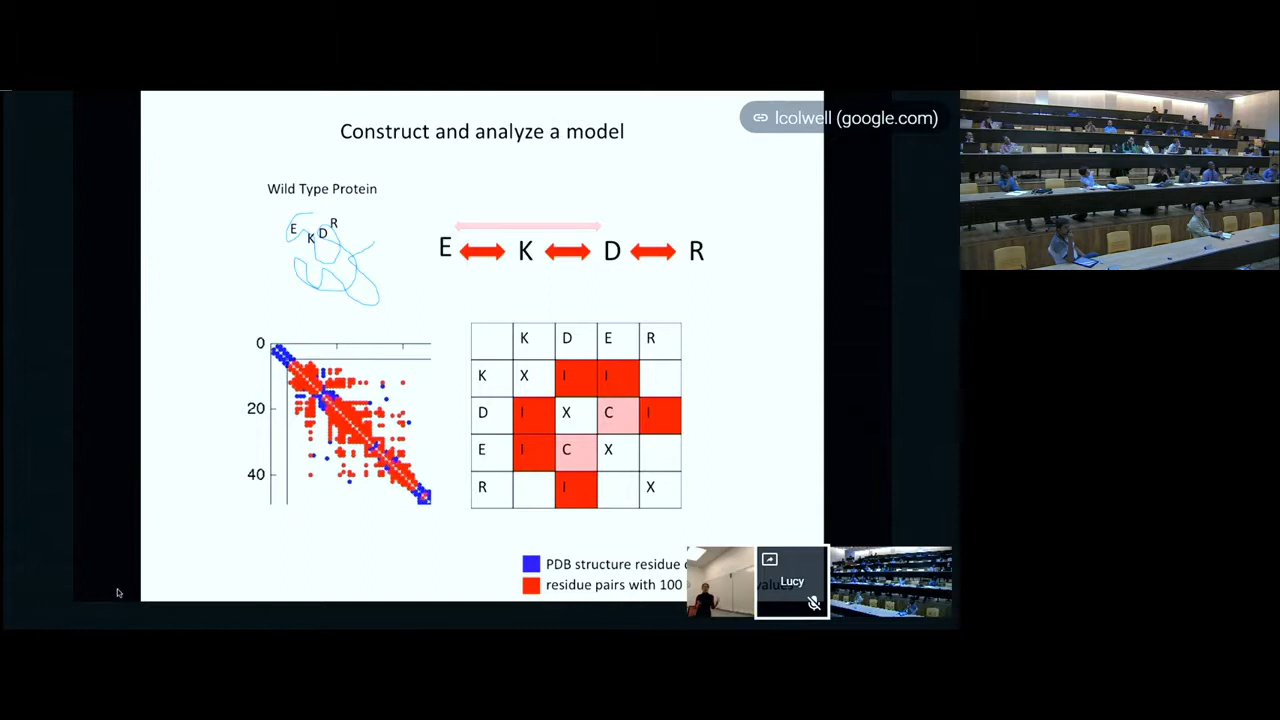 Construct and analyze a model
lcolwell (google.com)
Wild Type Protein
E K D R
E K D R
0
20
40
K D E R
K X I I
D I X C I
E I C X
R I X
PDB structure residue
residue pairs with 100
Lucy